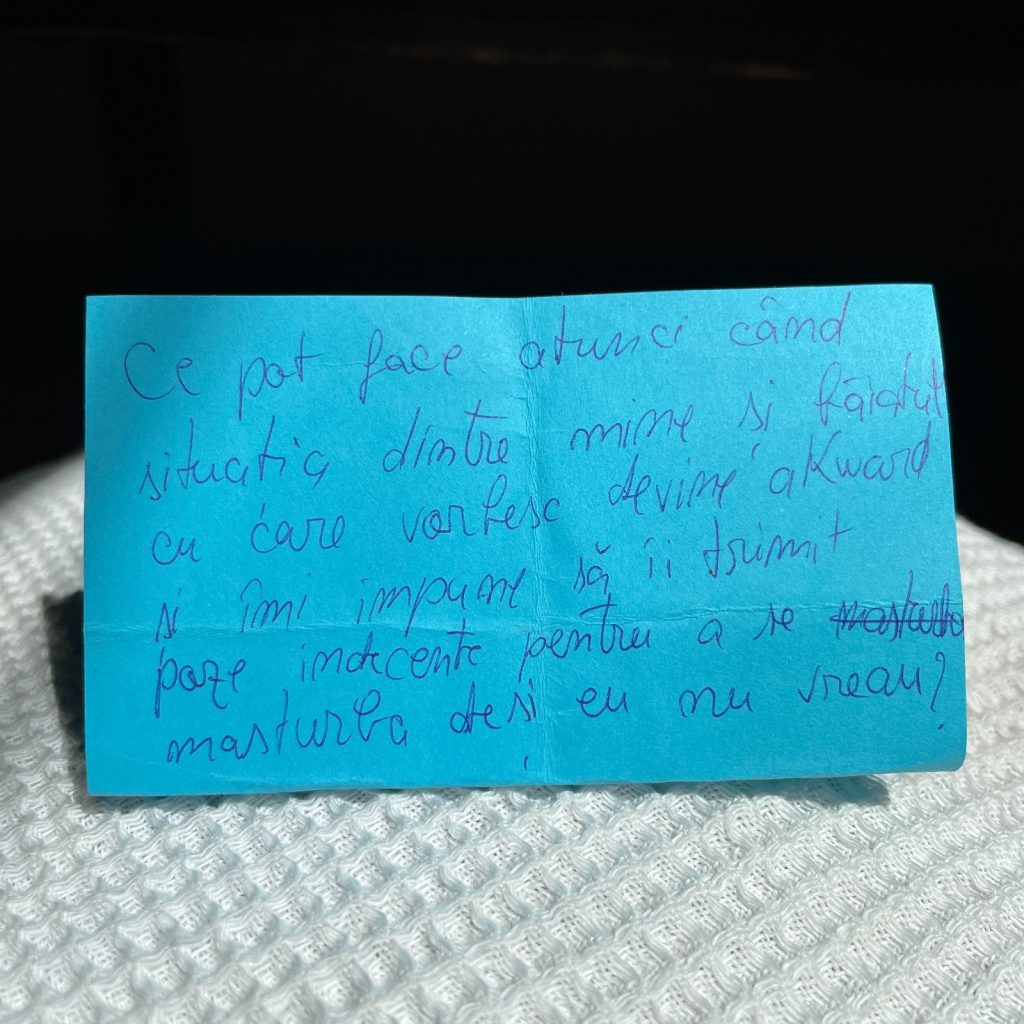 Ce pot face atunci când
situația dintre mine și băiatul
cu care vorbesc devine akward
și îmi impune să îi trimit
poze indecente pentru a se masturba
masturba deși eu nu vreau?